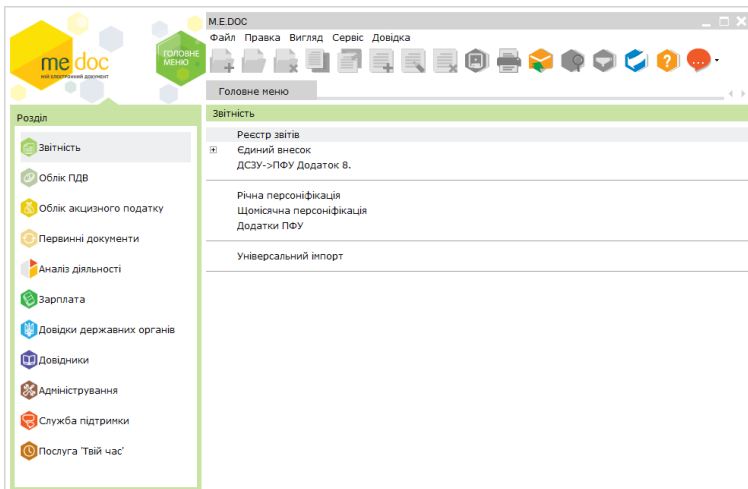 M.E.DOC
Файл Правка Вигляд Сервіс Довідка
me doc
МІЙ ЕЛЕКТРОННИЙ ДОКУМЕНТ
ГОЛОВНЕ
МЕНЮ
Головне меню
Розділ
Звітність
Облік ПДВ
Облік акцизного податку
Первинні документи
Аналіз діяльності
Зарплата
Довідки державних органів
Довідники
Адміністрування
Служба підтримки
Послуга 'Твій час'
Звітність
Реєстр звітів
Єдиний внесок
ДСЗУ->ПФУ Додаток 8.
Річна персоніфікація
Щомісячна персоніфікація
Додатки ПФУ
Універсальний імпорт